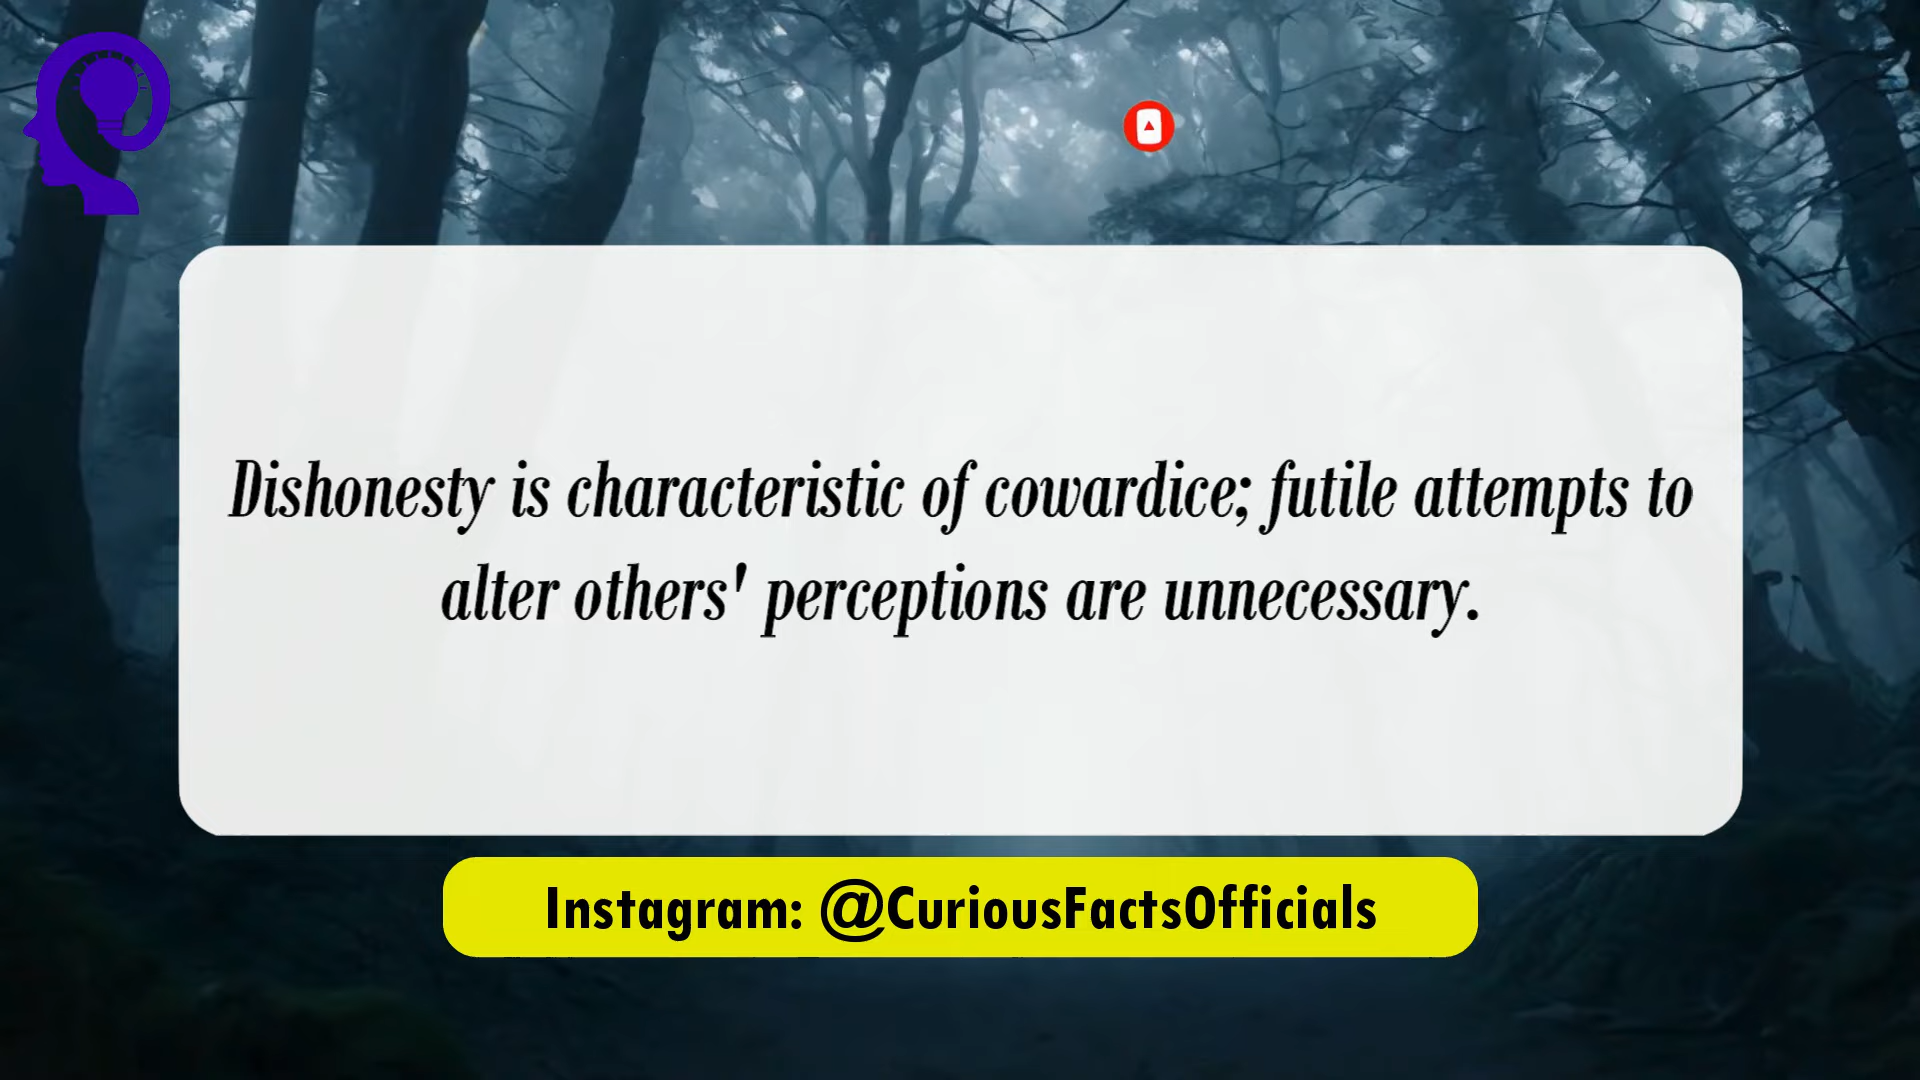 Dishonesty is characteristic of cowardice; futile attempts to
alter others' perceptions are unnecessary.
Instagram: @CuriousFactsOfficials